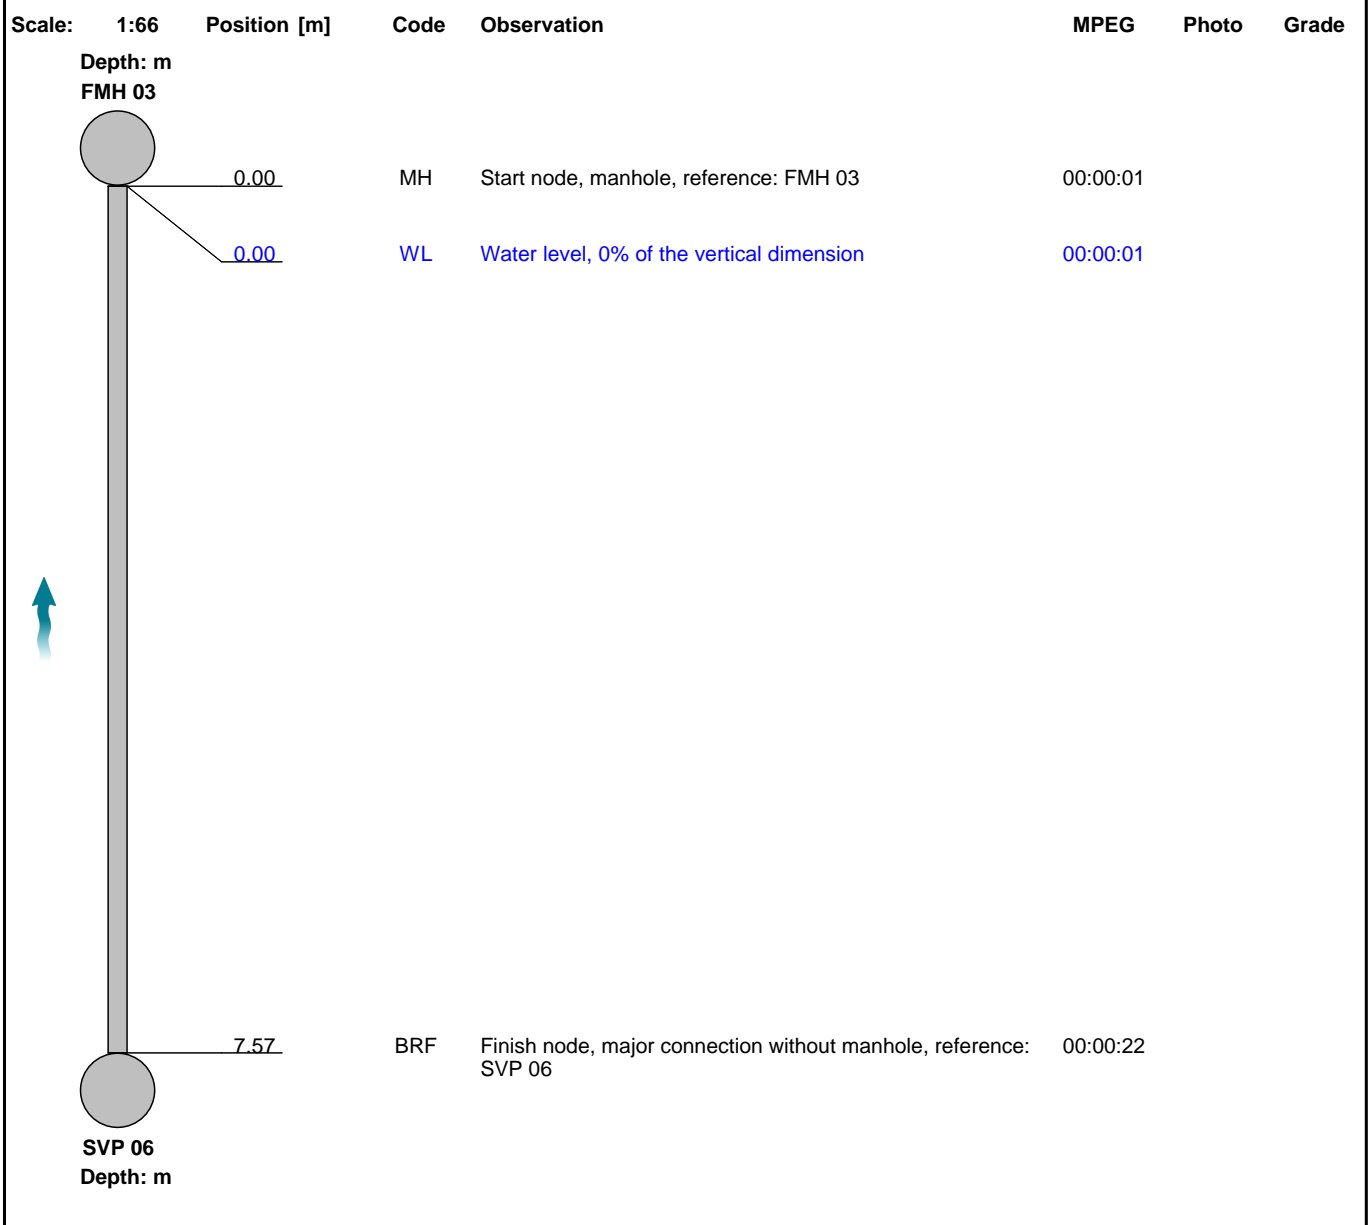 Scale: 1:66 Position [m] Code Observation MPEG Photo Grade
Depth: m
FMH 03
0.00 MH Start node, manhole, reference: FMH 03 00:00:01
0.00 WL Water level, 0% of the vertical dimension 00:00:01
7.57 BRF Finish node, major connection without manhole, reference: 00:00:22
SVP 06
SVP 06
Depth: m